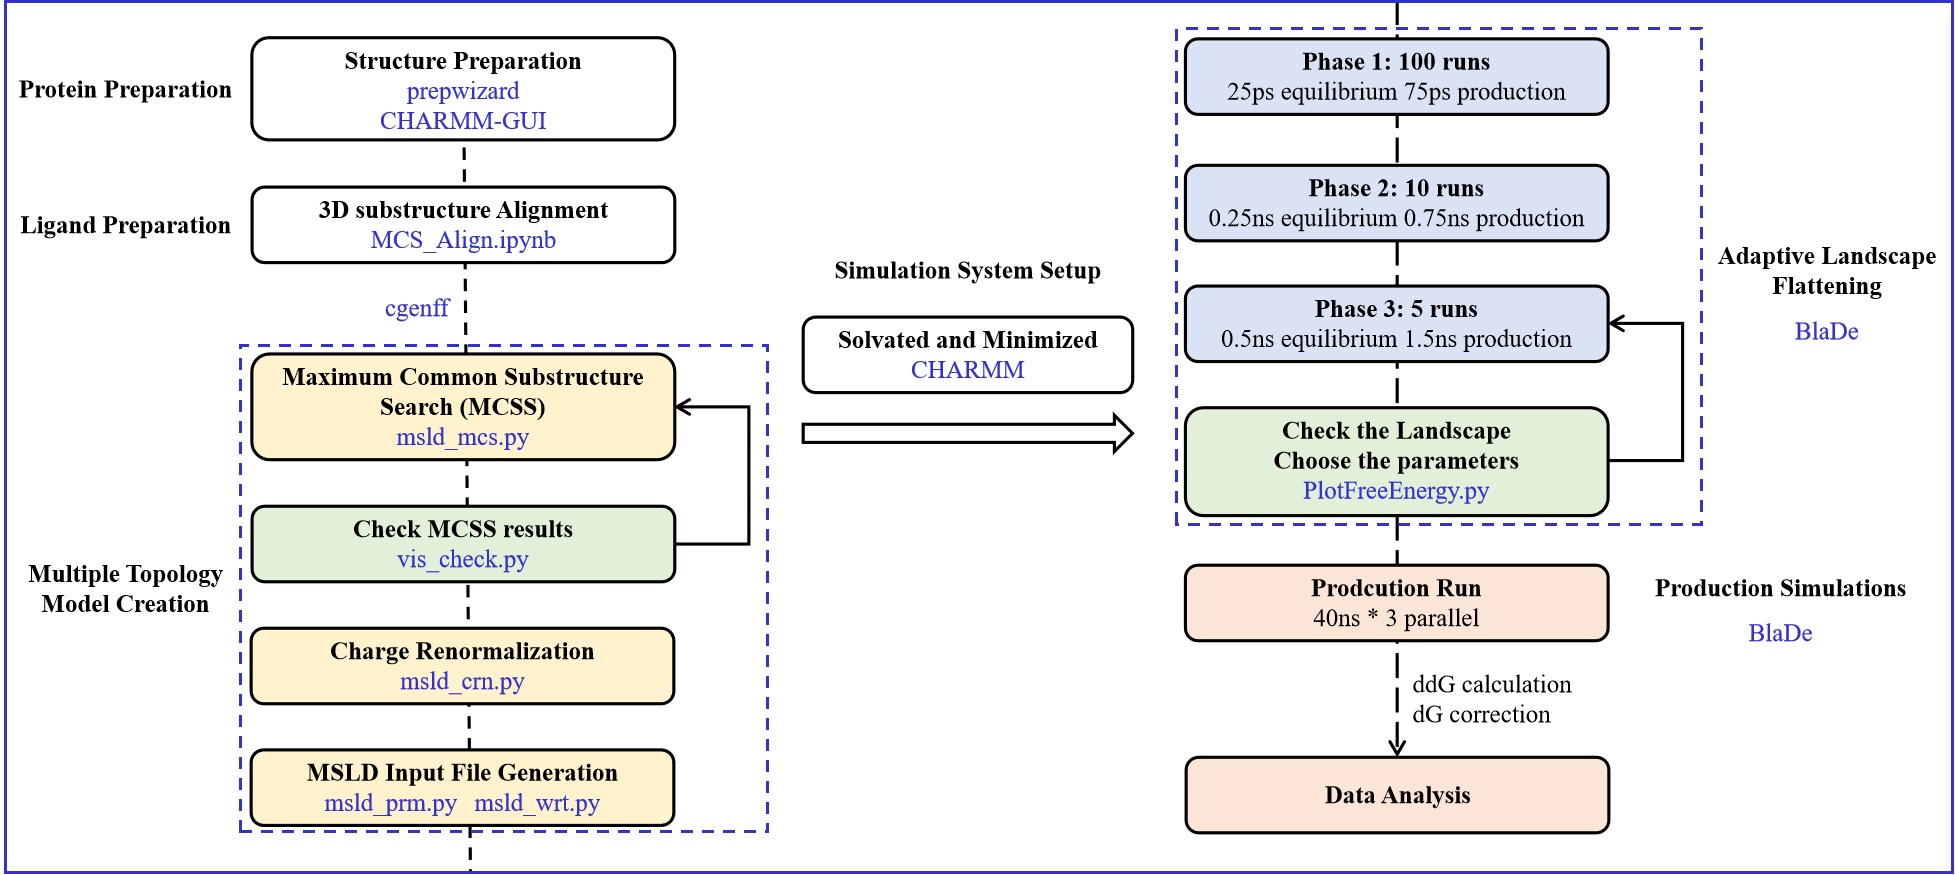 Protein Preparation
Structure Preparation
prepwizard
CHARMM-GUI
Ligand Preparation
3D substructure Alignment
MCS_Align.ipynb
cgenff
Multiple Topology
Model Creation
Maximum Common Substructure
Search (MCSS)
msld_mcs.py
Check MCSS results
vis_check.py
Charge Renormalization
msld_crn.py
MSLD Input File Generation
msld_prm.py msld_wrt.py
Simulation System Setup
Solvated and Minimized
CHARMM
Phase 1: 100 runs
25ps equilibrium 75ps production
Phase 2: 10 runs
0.25ns equilibrium 0.75ns production
Phase 3: 5 runs
0.5ns equilibrium 1.5ns production
Check the Landscape
Choose the parameters
PlotFreeEnergy.py
Adaptive Landscape
Flattening
BlaDe
Prodcution Run
40ns * 3 parallel
Production Simulations
BlaDe
ddG calculation
dG correction
Data Analysis